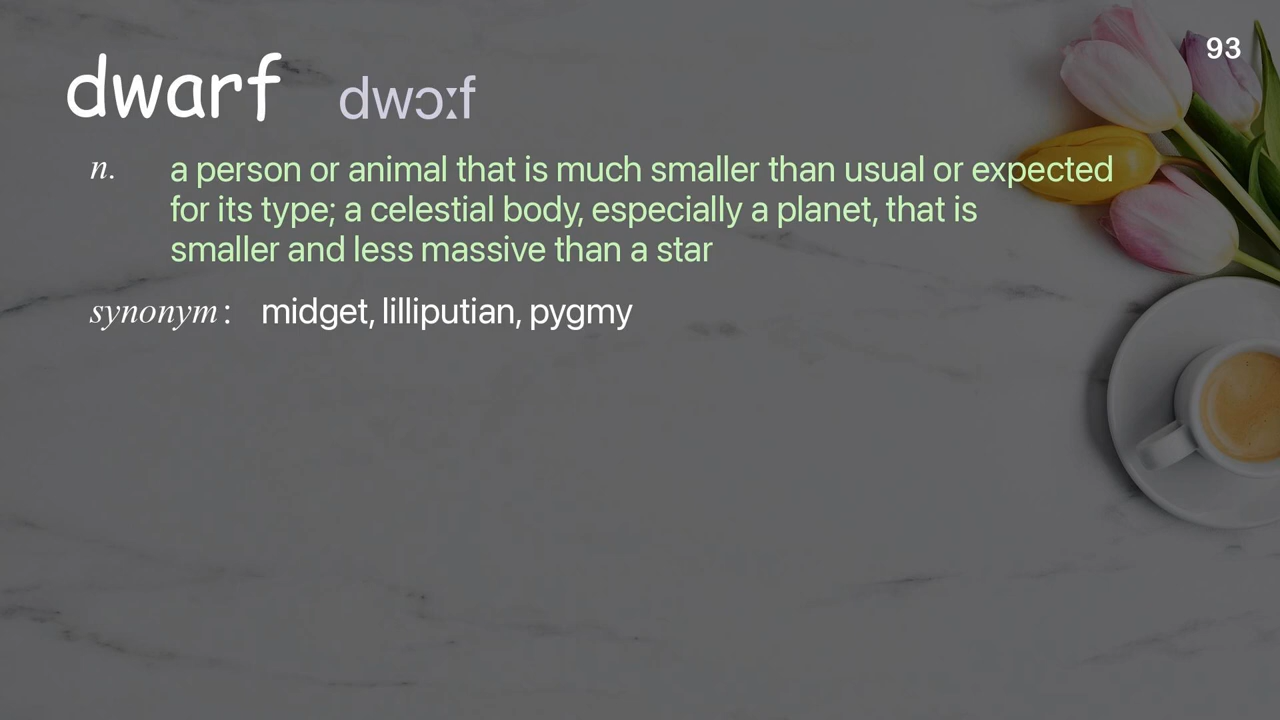 93
dwarf dwɔːf
n. a person or animal that is much smaller than usual or expected
for its type; a celestial body, especially a planet, that is
smaller and less massive than a star
synonym: midget, lilliputian, pygmy